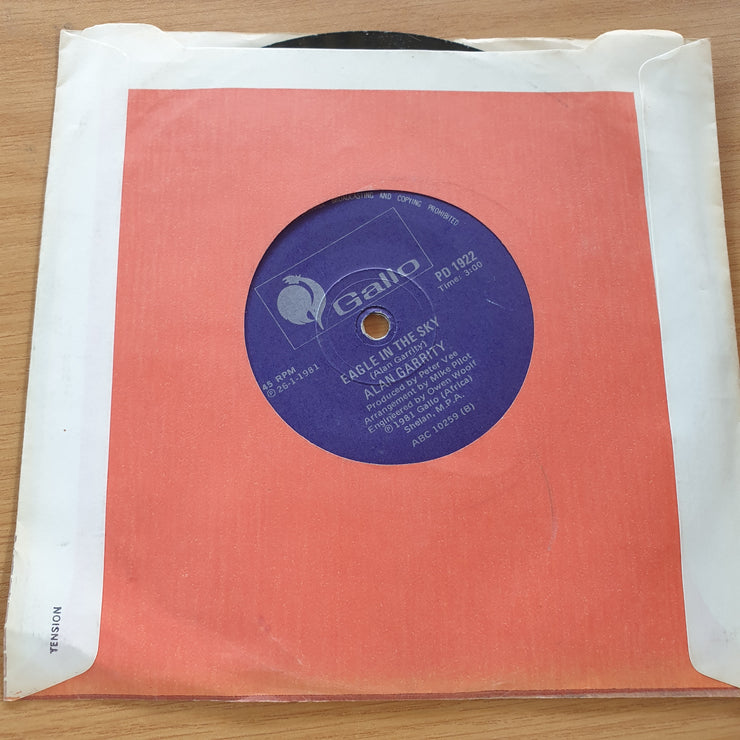 BROADCASTING AND COPYING PROHIBITED
Gallo
PD 1922
Time: 3:00
45 RPM
℗ 26-1-1981
EAGLE IN THE SKY
(Alan Garrity)
ALAN GARRITY
Produced by Peter Vee
Arrangement by Mike Pilot
Engineered by Owen Woolf
℗ 1981 Gallo (Africa)
Shelan, M.P.A.
ABC 10259 (B)
TENSION